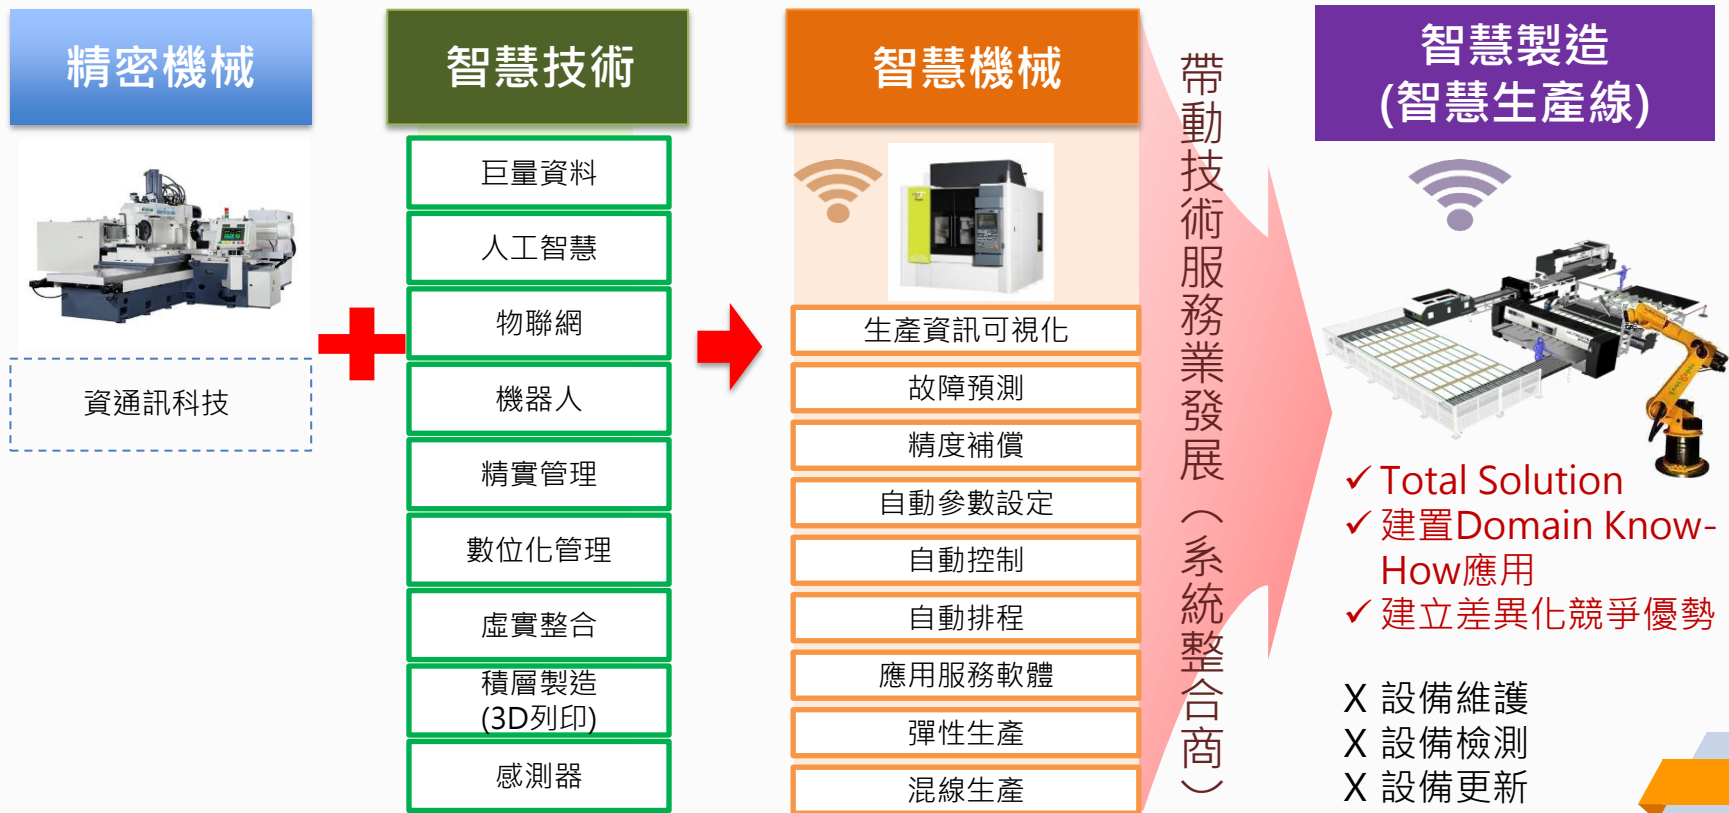 精密機械
資通訊科技
智慧技術
巨量資料
人工智慧
物聯網
機器人
精實管理
數位化管理
虛實整合
積層製造
(3D列印)
感測器
智慧機械
生產資訊可視化
故障預測
精度補償
自動參數設定
自動控制
自動排程
應用服務軟體
彈性生產
混線生產
帶動技術服務業發展（系統整合商）
智慧製造
(智慧生產線)
✓ Total Solution
✓ 建置Domain Know-
How應用
✓ 建立差異化競爭優勢
X 設備維護
X 設備檢測
X 設備更新